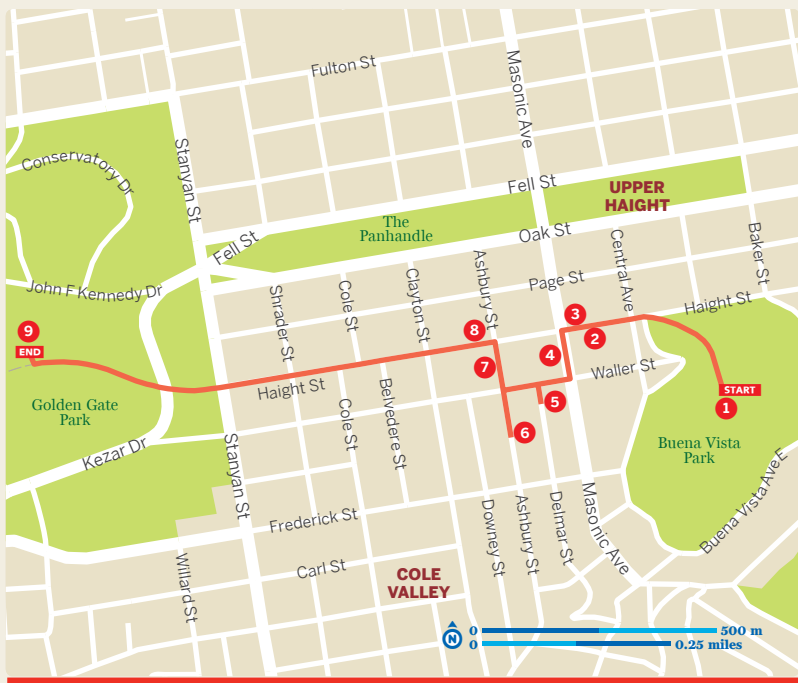 Fulton St
Masonic Ave
Conservatory Dr
Stanyan St
Fell St
UPPER
HAIGHT
The
Panhandle
Fell St
Oak St
Central Ave
Baker St
Ashbury St
Page St
John F Kennedy Dr
Shrader St
Cole St
Clayton St
Haight St
9
END
8
3
2
7
4
Waller St
START
1
Haight St
Belvedere St
5
Golden Gate
Park
Cole St
6
Buena Vista
Park
Kezar Dr
Stanyan St
Buena Vista Ave E
Masonic Ave
Downey St
Ashbury St
Delmar St
Frederick St
Willard St
Carl St
COLE
VALLEY
N
0 500 m
0 0.25 miles